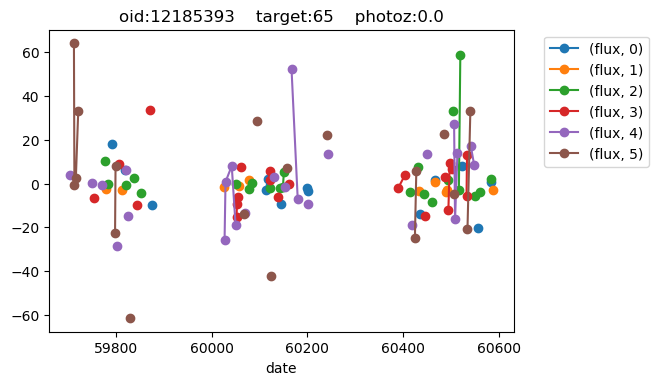 oid:12185393    target:65    photoz:0.0
60
40
20
0
−20
−40
−60
59800
60000
60200
60400
60600
date
(flux, 0)
(flux, 1)
(flux, 2)
(flux, 3)
(flux, 4)
(flux, 5)